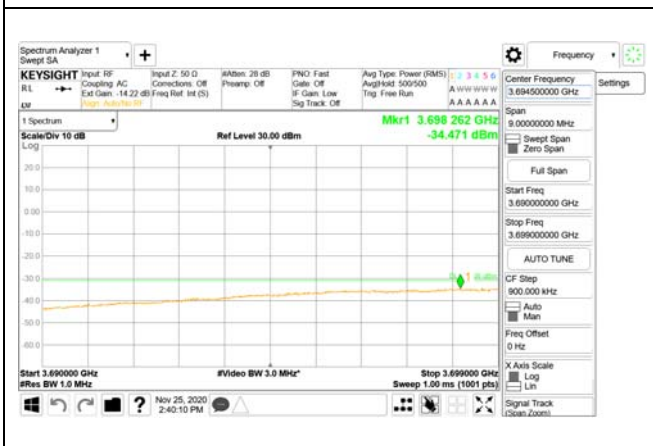 Spectrum Analyzer 1
Swept SA
+
Frequency
KEYSIGHT
RL
Input: RF
Coupling: AC
Ext Gain: -14.22 dB
Align: Auto/No RF
Input Z: 50 Ω
Corrections: Off
Freq Ref: Int (S)
#Atten: 28 dB
Preamp: Off
PNO: Fast
Gate: Off
IF Gain: Low
Sig Track: Off
Avg Type: Power (RMS)
Avg|Hold: 500/500
Trig: Free Run
1 2 3 4 5 6
A W W W W W
A A A A A A
1 Spectrum
Scale/Div 10 dB
Log
Ref Level 30.00 dBm
Mkr1 3.698 262 GHz
-34.471 dBm
20.0
10.0
0.00
-10.0
-20.0
-30.0
-40.0
-50.0
-60.0
1
Start 3.690000 GHz
#Res BW 1.0 MHz
#Video BW 3.0 MHz*
Stop 3.699000 GHz
Sweep 1.00 ms (1001 pts)
?
Nov 25, 2020
2:40:10 PM
Center Frequency
3.694500000 GHz
Settings
Span
9.00000000 MHz
Swept Span
Zero Span
Full Span
Start Freq
3.690000000 GHz
Stop Freq
3.699000000 GHz
AUTO TUNE
CF Step
900.000 kHz
Auto
Man
Freq Offset
0 Hz
X Axis Scale
Log
Lin
Signal Track
(Span Zoom)